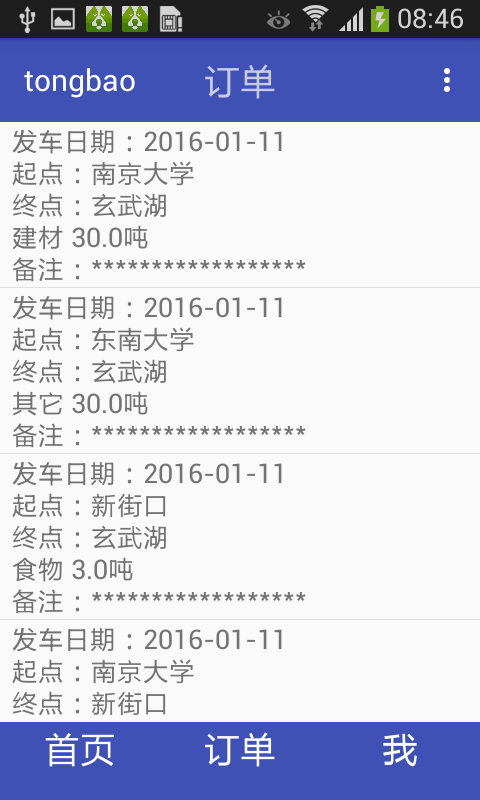 08:46
tongbao 订单
发车日期：2016-01-11
起点：南京大学
终点：玄武湖
建材 30.0吨
备注：******************
发车日期：2016-01-11
起点：东南大学
终点：玄武湖
其它 30.0吨
备注：******************
发车日期：2016-01-11
起点：新街口
终点：玄武湖
食物 3.0吨
备注：******************
发车日期：2016-01-11
起点：南京大学
终点：新街口
首页 订单 我